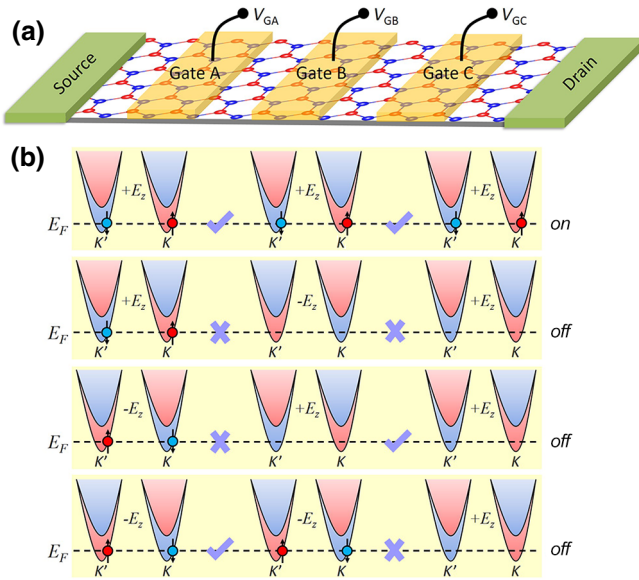 (a)
V_GA
V_GB
V_GC
Source
Gate A
Gate B
Gate C
Drain
(b)
+E_z +E_z +E_z
E_F on
K' K K' K K' K
+E_z -E_z +E_z
E_F off
K' K K' K K' K
-E_z +E_z +E_z
E_F off
K' K K' K K' K
-E_z -E_z +E_z
E_F off
K' K K' K K' K